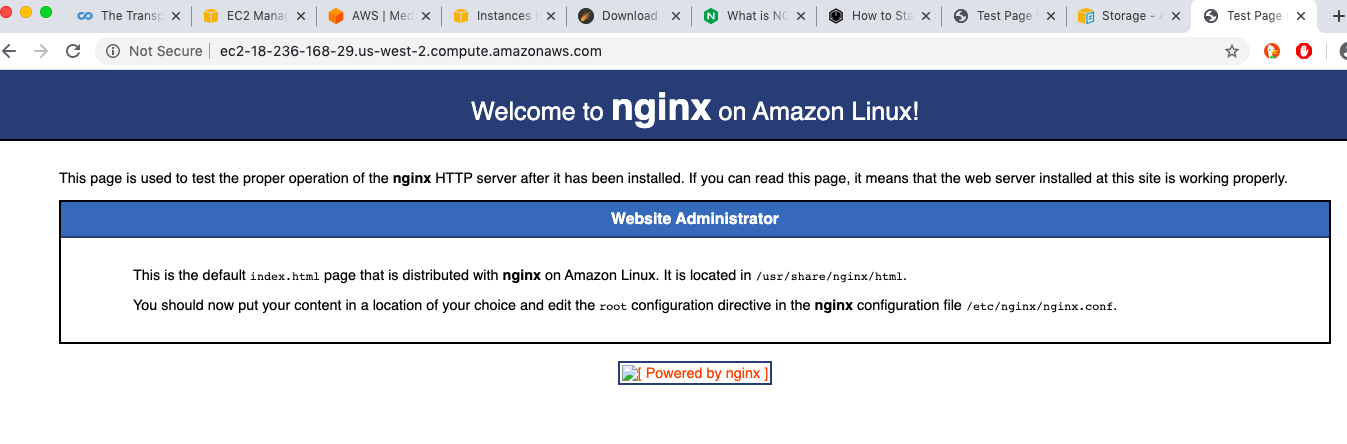 The Transp
EC2 Manag
AWS | Med
Instances |
Download
What is NG
How to Sta
Test Page
Storage - A
Test Page
Not Secure | ec2-18-236-168-29.us-west-2.compute.amazonaws.com
Welcome to nginx on Amazon Linux!
This page is used to test the proper operation of the nginx HTTP server after it has been installed. If you can read this page, it means that the web server installed at this site is working properly.
Website Administrator
This is the default index.html page that is distributed with nginx on Amazon Linux. It is located in /usr/share/nginx/html.
You should now put your content in a location of your choice and edit the root configuration directive in the nginx configuration file /etc/nginx/nginx.conf.
[ Powered by nginx ]